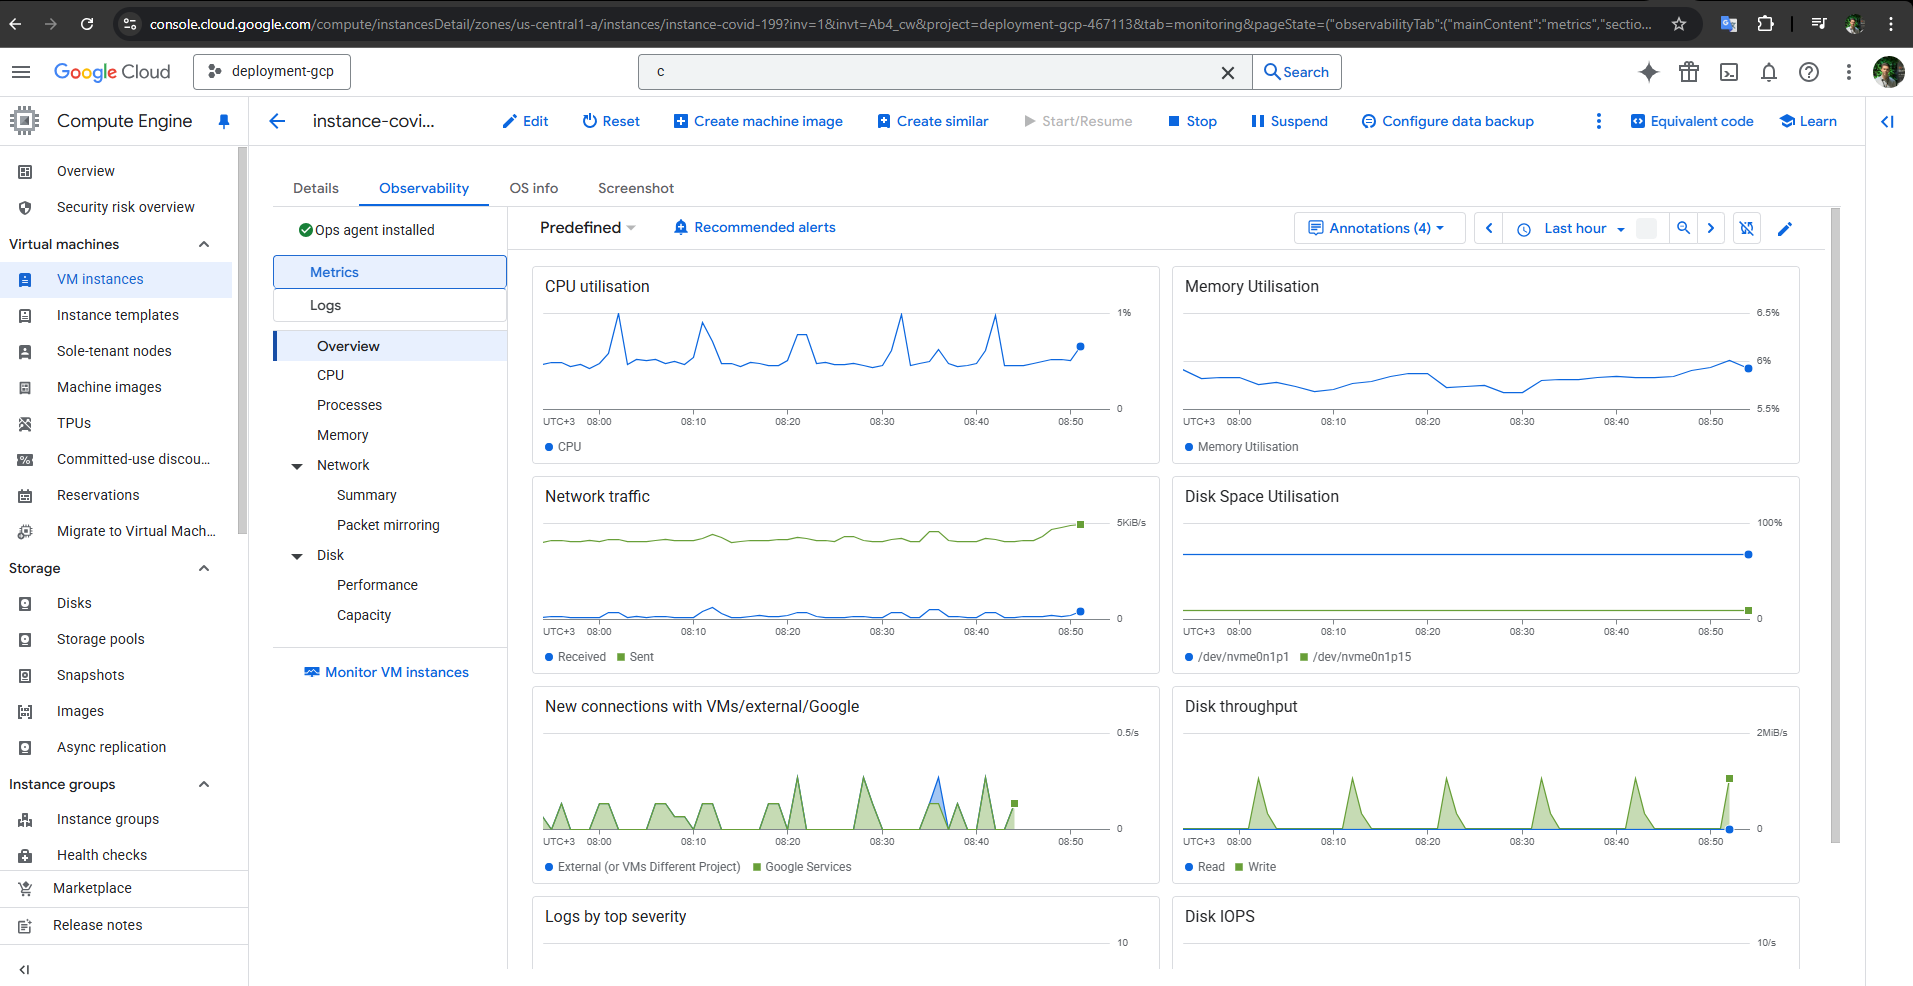 console.cloud.google.com/compute/instancesDetail/zones/us-central1-a/instances/instance-covid-199?inv=1&invt=Ab4_cw&project=deployment-gcp-467113&tab=monitoring&pageState=("observabilityTab":("mainContent":"metrics","sectio...
Google Cloud
deployment-gcp
c
Search
Compute Engine
instance-covi...
Edit
Reset
Create machine image
Create similar
Start/Resume
Stop
Suspend
Configure data backup
Equivalent code
Learn
Overview
Security risk overview
Virtual machines
VM instances
Instance templates
Sole-tenant nodes
Machine images
TPUs
Committed-use discou...
Reservations
Migrate to Virtual Mach...
Storage
Disks
Storage pools
Snapshots
Images
Async replication
Instance groups
Instance groups
Health checks
Marketplace
Release notes
Details
Observability
OS info
Screenshot
Ops agent installed
Metrics
Logs
Overview
CPU
Processes
Memory
Network
Summary
Packet mirroring
Disk
Performance
Capacity
Monitor VM instances
Predefined
Recommended alerts
Annotations (4)
Last hour
CPU utilisation
1%
0
UTC+3 08:00 08:10 08:20 08:30 08:40 08:50
CPU
Memory Utilisation
6.5%
6%
5.5%
UTC+3 08:00 08:10 08:20 08:30 08:40 08:50
Memory Utilisation
Network traffic
5KiB/s
0
UTC+3 08:00 08:10 08:20 08:30 08:40 08:50
Received Sent
Disk Space Utilisation
100%
0
UTC+3 08:00 08:10 08:20 08:30 08:40 08:50
/dev/nvme0n1p1 /dev/nvme0n1p15
New connections with VMs/external/Google
0.5/s
0
UTC+3 08:00 08:10 08:20 08:30 08:40 08:50
External (or VMs Different Project) Google Services
Disk throughput
2MiB/s
0
UTC+3 08:00 08:10 08:20 08:30 08:40 08:50
Read Write
Logs by top severity
10
Disk IOPS
10/s